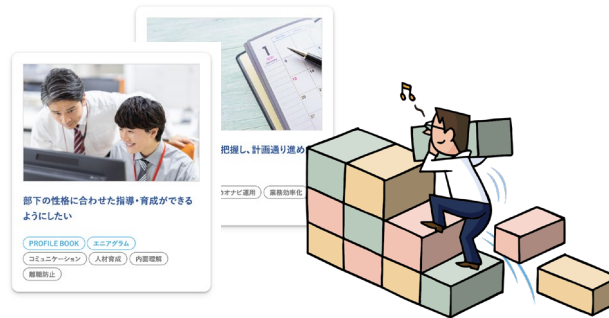 部下の性格に合わせた指導・育成ができる
ようにしたい
PROFILE BOOK エニアグラム
コミュニケーション 人材育成 内面理解
離職防止
1
把握し、計画通り進め
オナビ運用 業務効率化